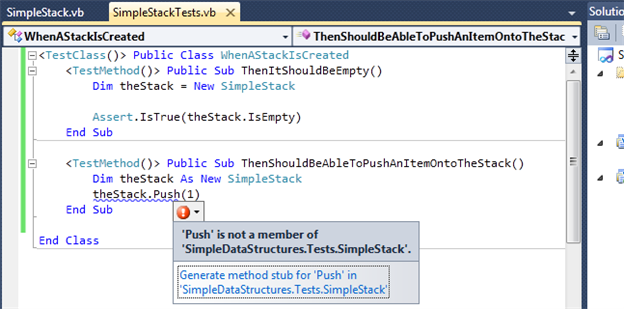 SimpleStack.vb SimpleStackTests.vb
Solutio
WhenAStackIsCreated ThenShouldBeAbleToPushAnItemOntoTheStac
<TestClass()> Public Class WhenAStackIsCreated
<TestMethod()> Public Sub ThenItShouldBeEmpty()
Dim theStack = New SimpleStack
Assert.IsTrue(theStack.IsEmpty)
End Sub
<TestMethod()> Public Sub ThenShouldBeAbleToPushAnItemOntoTheStack()
Dim theStack As New SimpleStack
theStack.Push(1)
End Sub
'Push' is not a member of
'SimpleDataStructures.Tests.SimpleStack'.
Generate method stub for 'Push' in
'SimpleDataStructures.Tests.SimpleStack'
End Class